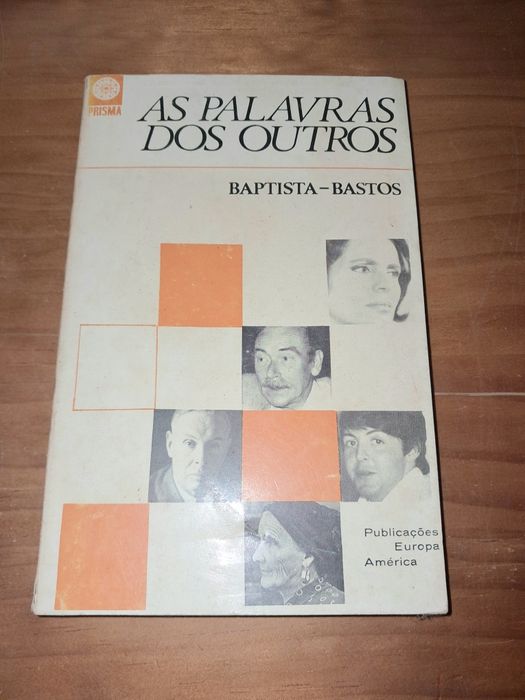 PRISMA
AS PALAVRAS
DOS OUTROS
BAPTISTA-BASTOS
Publicações
Europa
América